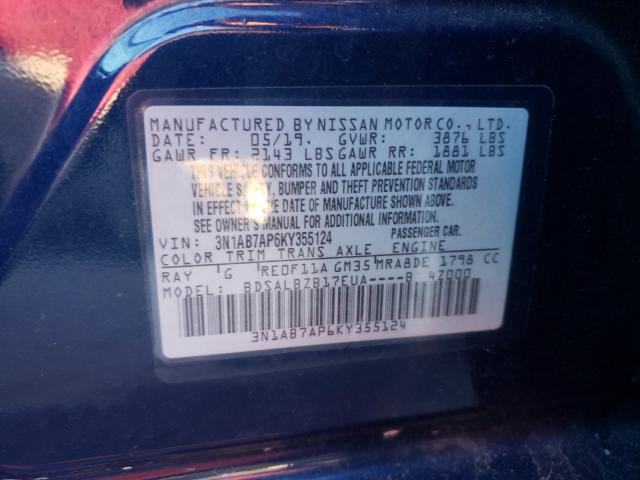 MANUFACTURED BY NISSAN MOTOR CO., LTD.
DATE: 05/19. GVWR: 3876 LBS
GAWR FR: 2143 LBS GAWR RR: 1881 LBS
THIS VEHICLE CONFORMS TO ALL APPLICABLE FEDERAL MOTOR
VEHICLE SAFETY, BUMPER AND THEFT PREVENTION STANDARDS
IN EFFECT ON THE DATE OF MANUFACTURE SHOWN ABOVE.
SEE OWNER'S MANUAL FOR ADDITIONAL INFORMATION.
VIN: 3N1AB7AP6KY355124 PASSENGER CAR.
COLOR TRIM TRANS AXLE ENGINE
RAY G RE0F11A GM35 MRA8DE 1798 CC
MODEL: BDSALBZB17EUA----B 4Z000
3N1AB7AP6KY355124